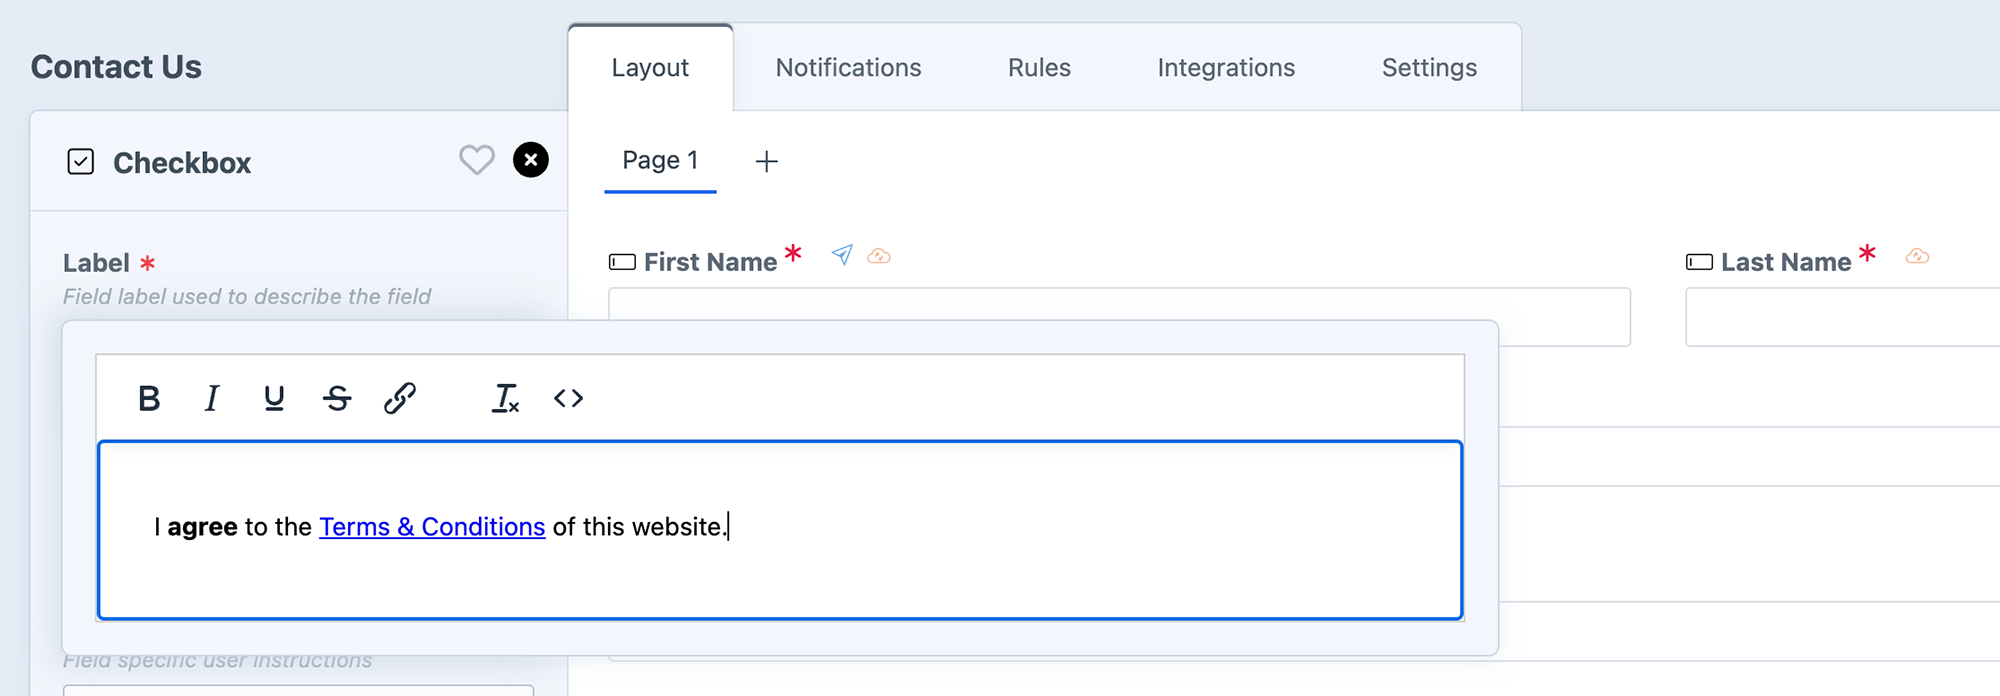 Contact Us
Layout
Notifications
Rules
Integrations
Settings
Checkbox
Page 1
Label *
Field label used to describe the field
First Name *
Last Name *
B I U S
I agree to the Terms & Conditions of this website.
Field specific user instructions